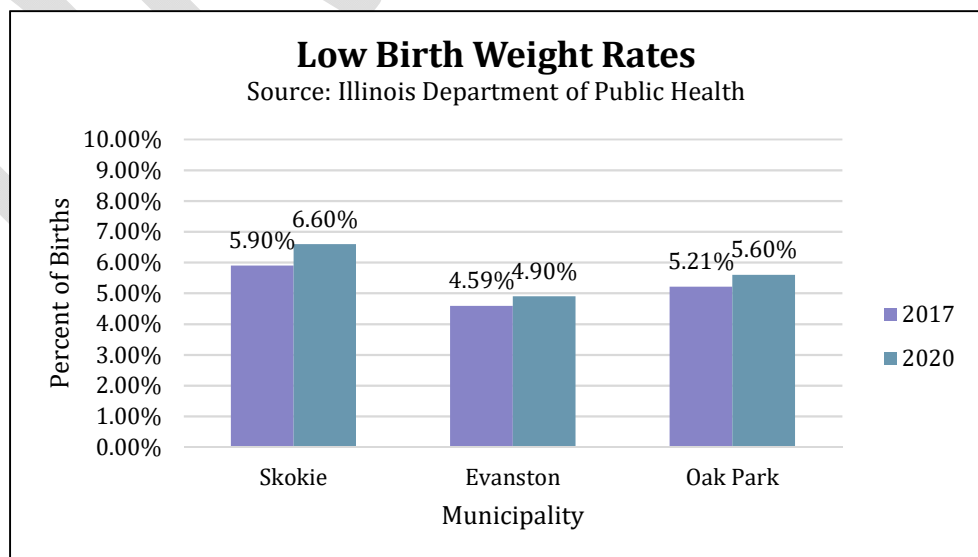 Low Birth Weight Rates
Source: Illinois Department of Public Health
10.00%
9.00%
8.00%
7.00%
6.00%
5.00%
4.00%
3.00%
2.00%
1.00%
0.00%
Percent of Births
5.90%
6.60%
4.59%
4.90%
5.21%
5.60%
2017
2020
Skokie
Evanston
Oak Park
Municipality